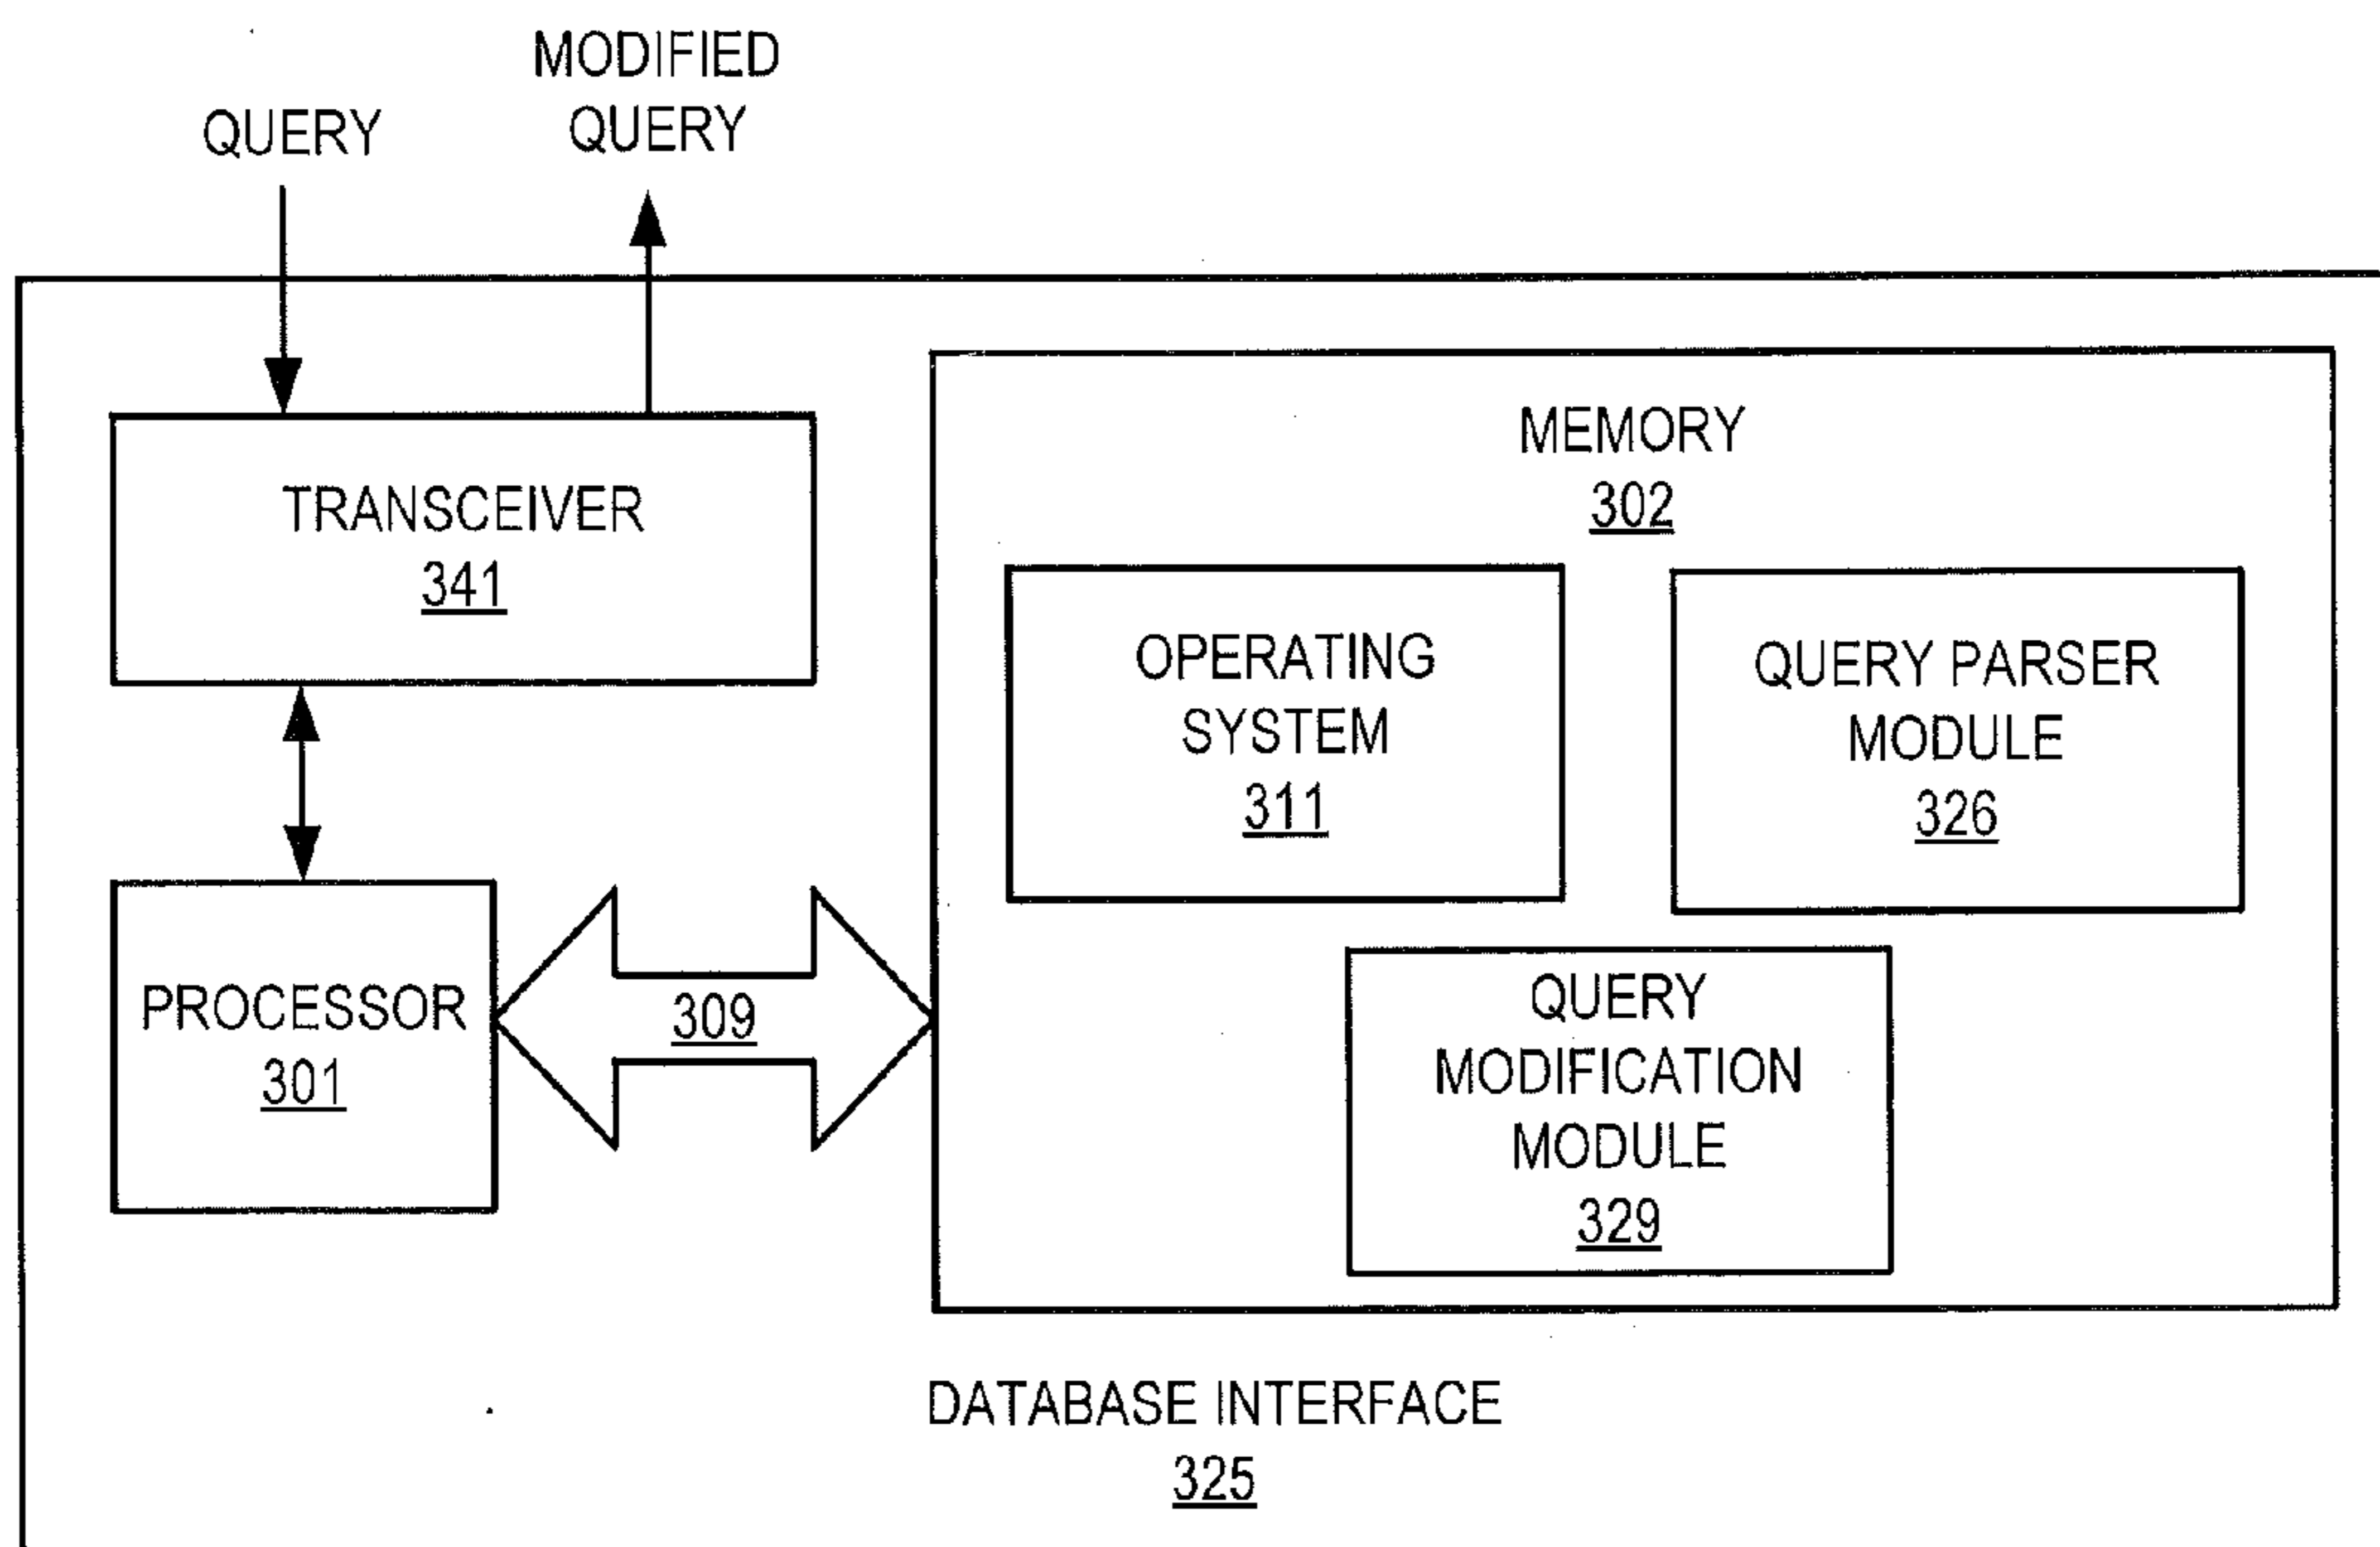 MODIFIED
QUERY
QUERY
TRANSCEIVER
341
MEMORY
302
OPERATING
SYSTEM
311
QUERY PARSER
MODULE
326
PROCESSOR
301
309
QUERY
MODIFICATION
MODULE
329
DATABASE INTERFACE
325